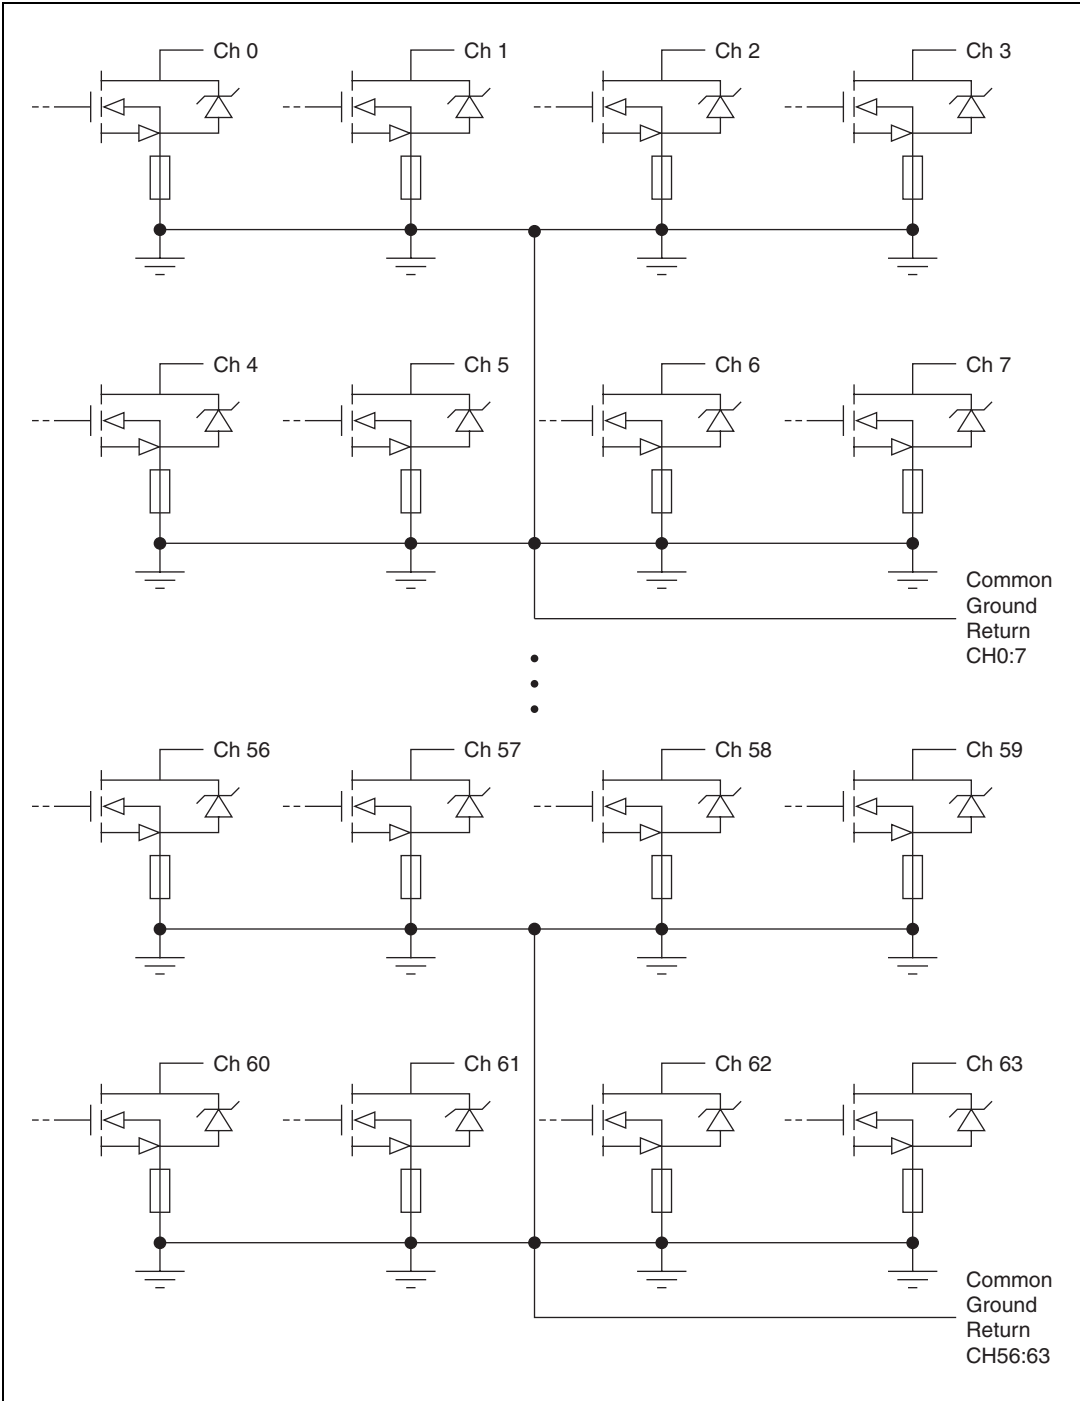 Ch 0
Ch 1
Ch 2
Ch 3
Ch 4
Ch 5
Ch 6
Ch 7
Common
Ground
Return
CH0:7
Ch 56
Ch 57
Ch 58
Ch 59
Ch 60
Ch 61
Ch 62
Ch 63
Common
Ground
Return
CH56:63